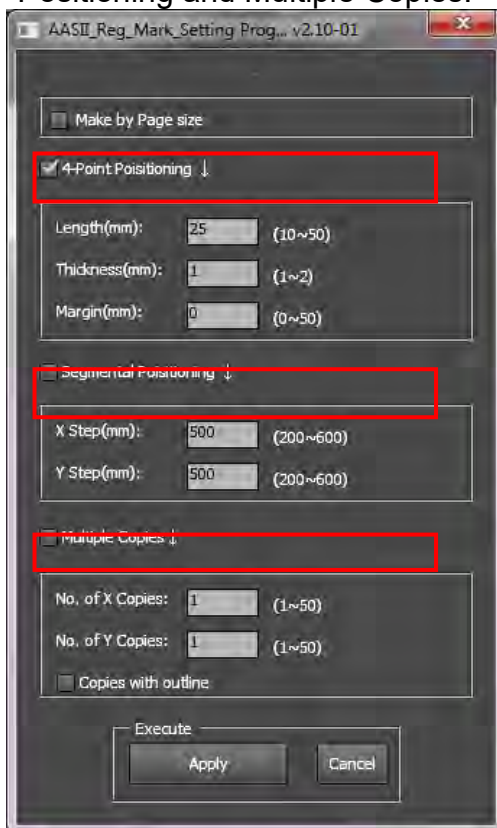 Positioning and Multiple Copies.
AASII_Reg_Mark_Setting Prog... v2.10-01
Make by Page size
4-Point Poisitioning ↓
Length(mm): 25 (10~50)
Thickness(mm): 1 (1~2)
Margin(mm): 0 (0~50)
Segmental Poisitioning ↓
X Step(mm): 500 (200~600)
Y Step(mm): 500 (200~600)
Multiple Copies ↓
No. of X Copies: 1 (1~50)
No. of Y Copies: 1 (1~50)
Copies with outline
Execute
Apply Cancel